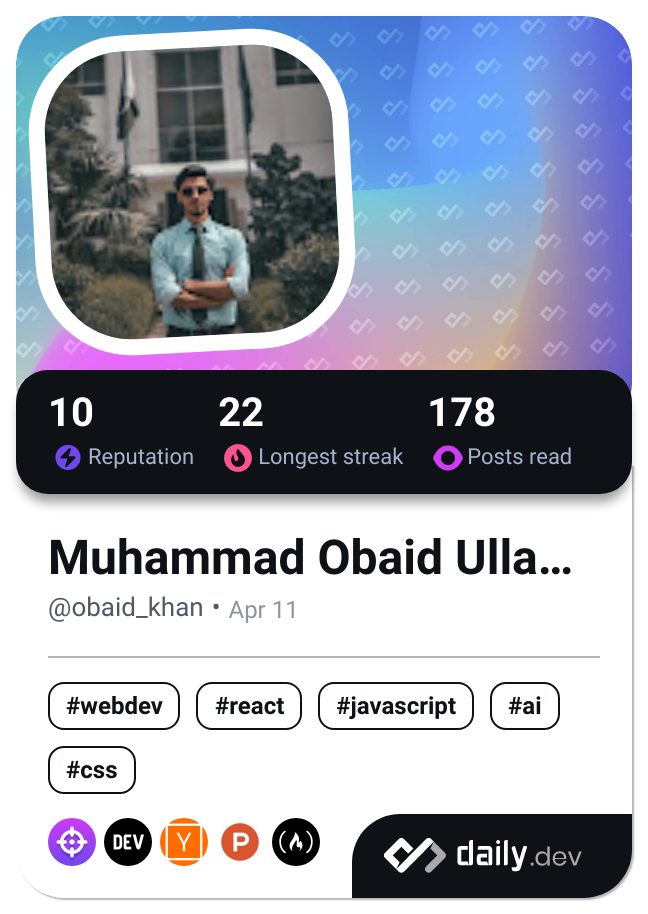 10 22 178
Reputation Longest streak Posts read
Muhammad Obaid Ulla...
@obaid_khan • Apr 11
#webdev #react #javascript #ai
#css
DEV Y P
daily.dev